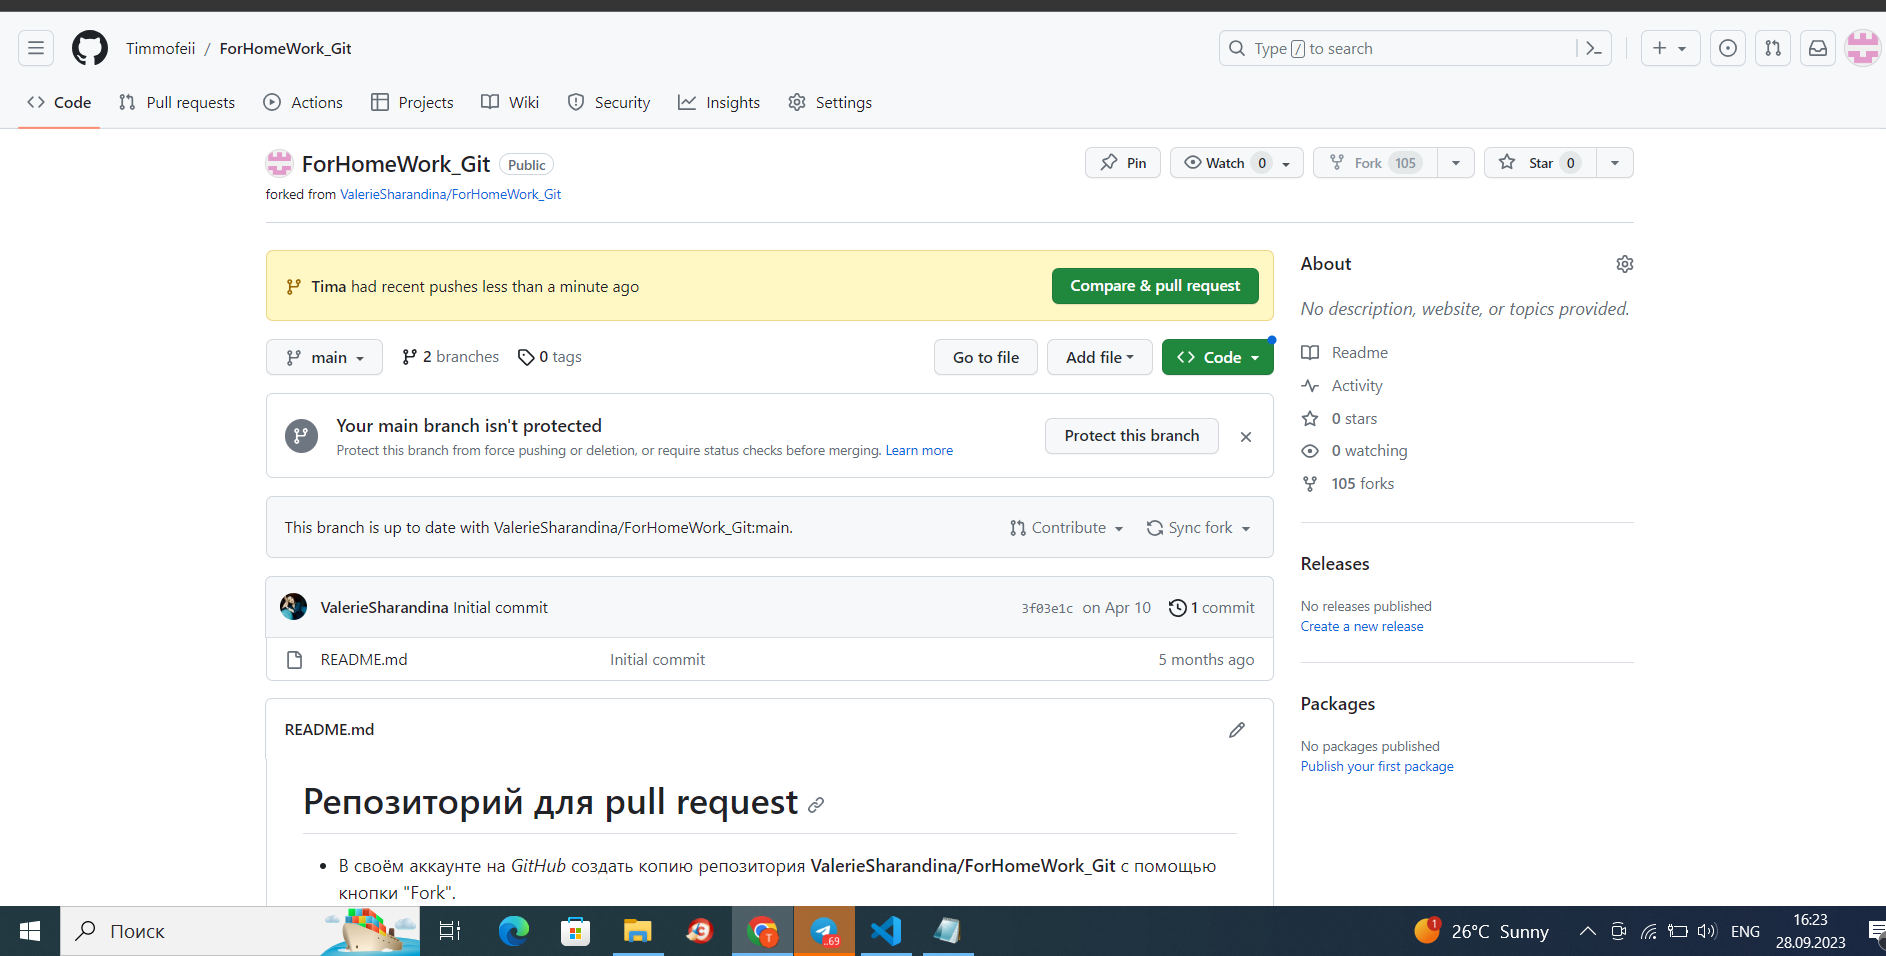 Timmofeii / ForHomeWork_Git
Type / to search
Code Pull requests Actions Projects Wiki Security Insights Settings
ForHomeWork_Git Public
Pin Watch 0 Fork 105 Star 0
forked from ValerieSharandina/ForHomeWork_Git
Tima had recent pushes less than a minute ago
Compare & pull request
main 2 branches 0 tags
Go to file Add file Code
Your main branch isn't protected
Protect this branch from force pushing or deletion, or require status checks before merging. Learn more
Protect this branch
This branch is up to date with ValerieSharandina/ForHomeWork_Git:main.
Contribute Sync fork
ValerieSharandina Initial commit
3f03e1c on Apr 10 1 commit
README.md Initial commit 5 months ago
README.md
Репозиторий для pull request
В своём аккаунте на GitHub создать копию репозитория ValerieSharandina/ForHomeWork_Git с помощью
кнопки "Fork".
About
No description, website, or topics provided.
Readme
Activity
0 stars
0 watching
105 forks
Releases
No releases published
Create a new release
Packages
No packages published
Publish your first package
Поиск
T
..69
1
26°C Sunny
ENG
16:23
28.09.2023